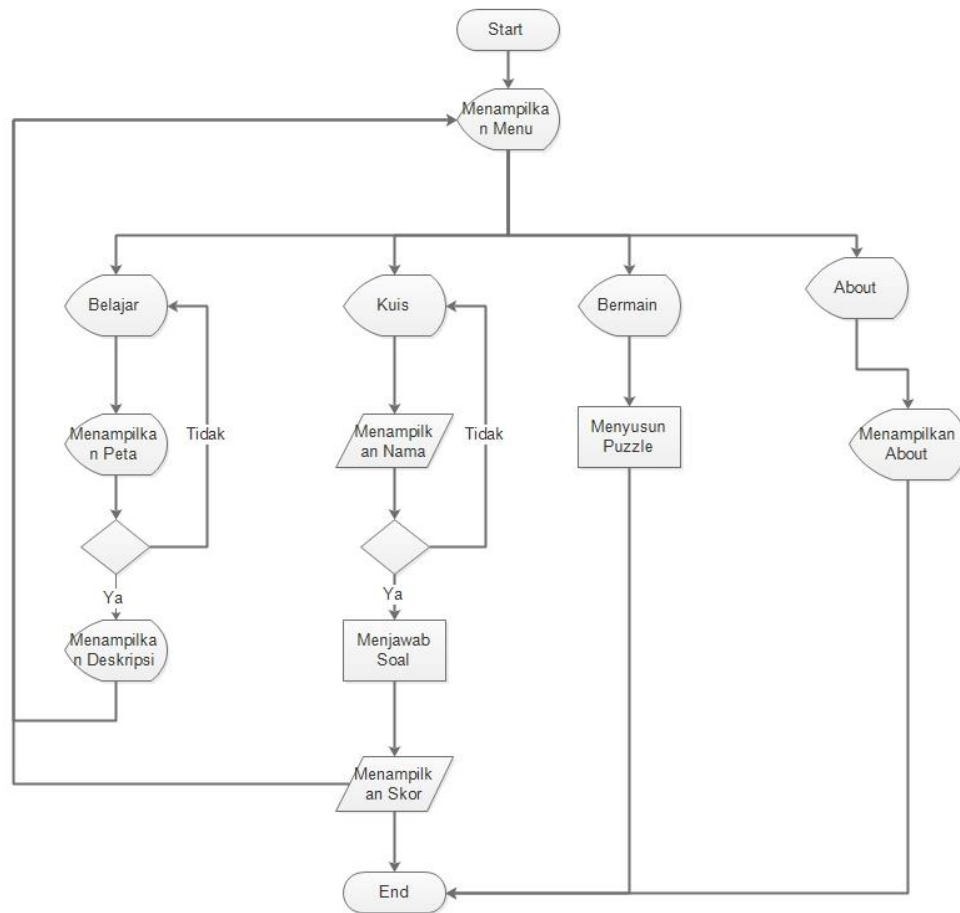 Start
Menampilka
n Menu
Belajar
Kuis
Bermain
About
Menampilka
n Peta
Tidak
Menampilk
an Nama
Tidak
Menyusun
Puzzle
Menampilkan
About
Ya
Ya
Menampilka
n Deskripsi
Menjawab
Soal
Menampilk
an Skor
End